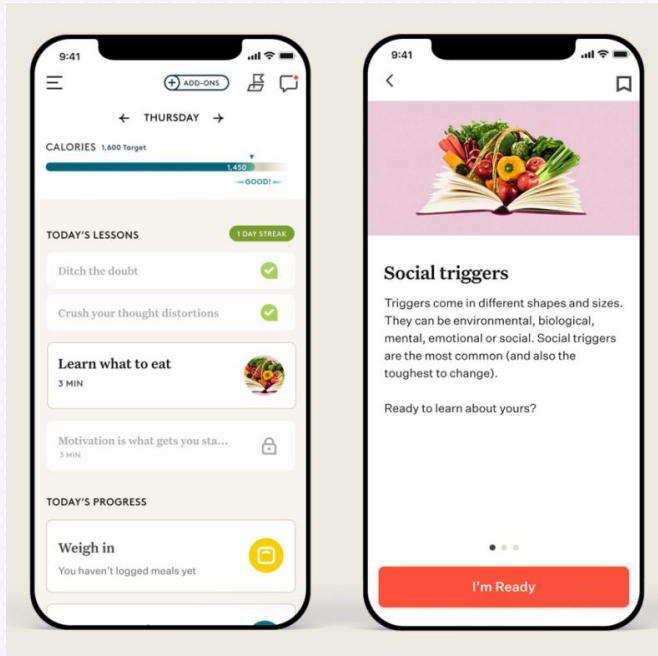 9:41
ADD-ONS
← THURSDAY →
CALORIES 1,600 Target
1,450
GOOD!
TODAY'S LESSONS
1 DAY STREAK
Ditch the doubt
Crush your thought distortions
Learn what to eat
3 MIN
Motivation is what gets you sta...
3 MIN
TODAY'S PROGRESS
Weigh in
You haven't logged meals yet
9:41
Social triggers
Triggers come in different shapes and sizes.
They can be environmental, biological,
mental, emotional or social. Social triggers
are the most common (and also the
toughest to change).
Ready to learn about yours?
I'm Ready